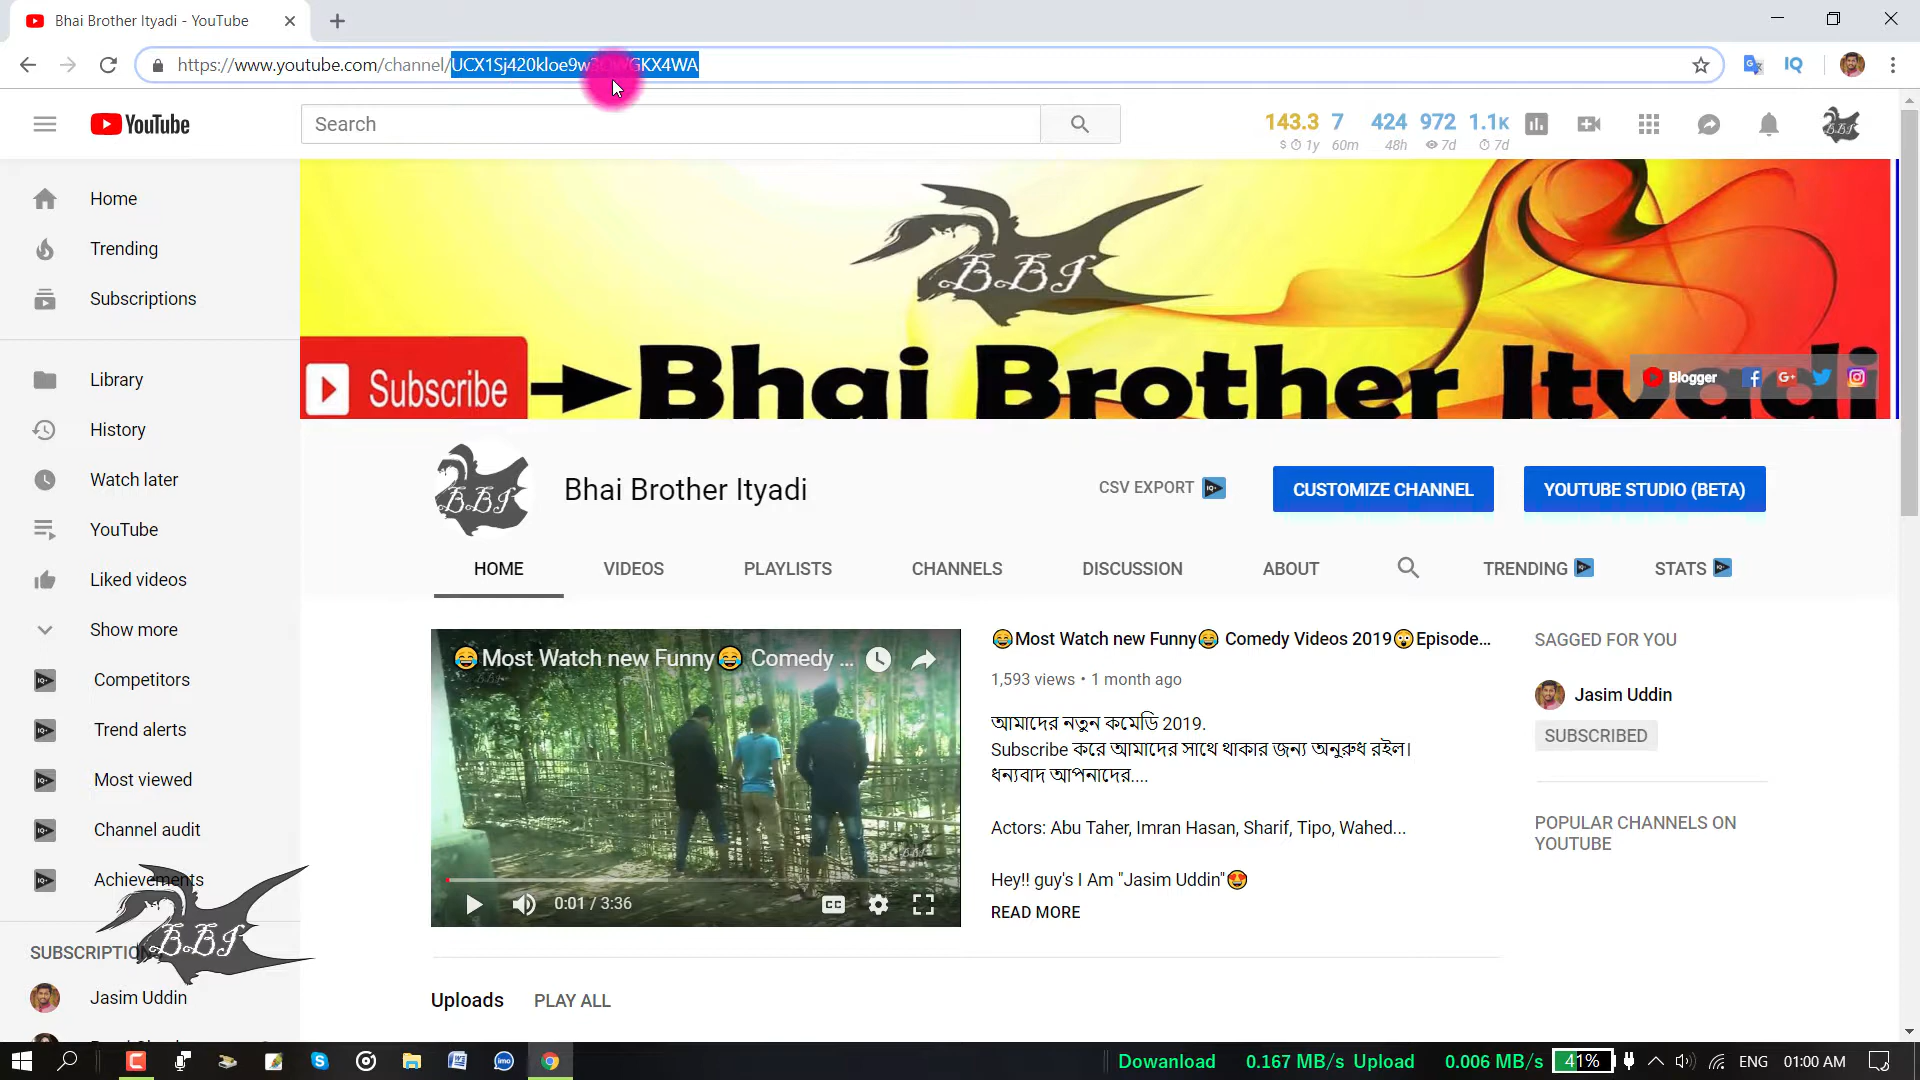 Bhai Brother Ityadi - YouTube
https://www.youtube.com/channel/UCX1Sj420kloe9w3OWGKX4WA
IQ
YouTube
Search
143.3 7 424 972 1.1K
$ 1y 60m 48h 7d 7d
Home
Trending
Subscriptions
Library
History
Watch later
YouTube
Liked videos
Show more
Competitors
Trend alerts
Most viewed
Channel audit
Achievements
B.B.I
SUBSCRIPTIO
Jasim Uddin
B.B.I
Subscribe
Bhai Brother Ityadi
Blogger
Bhai Brother Ityadi
CSV EXPORT
CUSTOMIZE CHANNEL
YOUTUBE STUDIO (BETA)
HOME
VIDEOS
PLAYLISTS
CHANNELS
DISCUSSION
ABOUT
TRENDING
STATS
😂Most Watch new Funny😂 Comedy ...
0:01 / 3:36
CC
😂Most Watch new Funny😂 Comedy Videos 2019😲Episode...
1,593 views • 1 month ago
আমাদের নতুন কমেডি 2019.
Subscribe করে আমাদের সাথে থাকার জন্য অনুরুধ রইল।
ধন্যবাদ আপনাদের....
Actors: Abu Taher, Imran Hasan, Sharif, Tipo, Wahed...
Hey!! guy's I Am "Jasim Uddin"😍
READ MORE
SAGGED FOR YOU
Jasim Uddin
SUBSCRIBED
POPULAR CHANNELS ON
YOUTUBE
Uploads
PLAY ALL
Dowanload 0.167 MB/s Upload 0.006 MB/s 41% ENG 01:00 AM